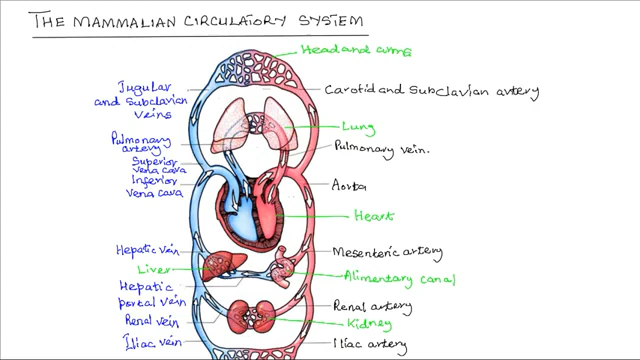 THE MAMMALIAN CIRCULATORY SYSTEM
Head and arms
Jugular
and Subclavian
Veins
Carotid and Subclavian artery
Lung
Pulmonary
artery
Pulmonary vein.
Superior
vena cava
Inferior
vena cava
Aorta
Heart
Hepatic vein
Mesenteric artery
Liver
Alimentary canal
Hepatic
portal vein
Renal artery
Renal vein
Kidney
Iliac vein
Iliac artery